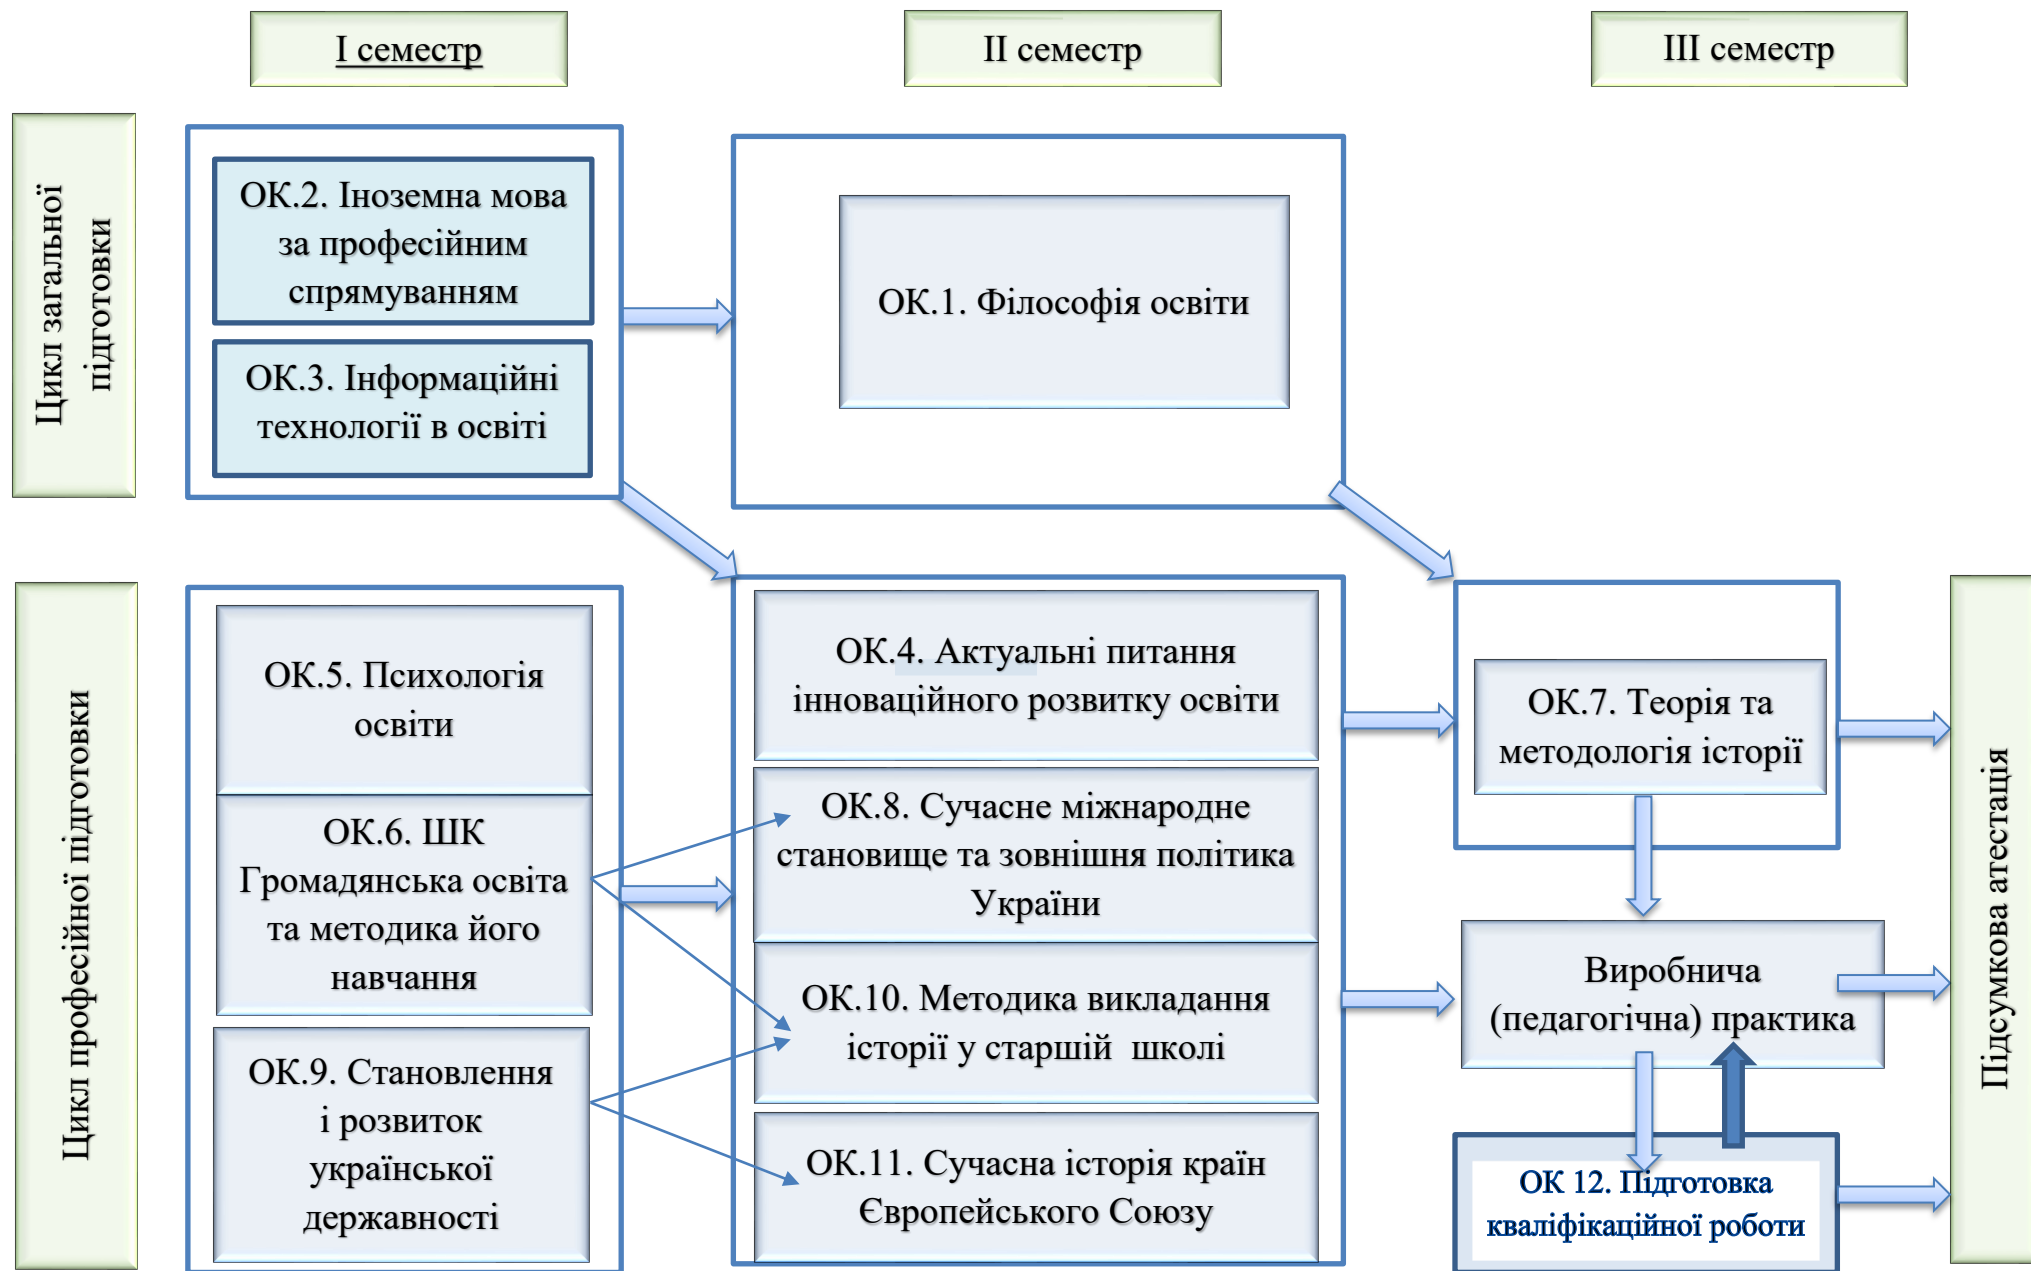 І семестр
ІІ семестр
ІІІ семестр
Цикл загальної
підготовки
ОК.2. Іноземна мова
за професійним
спрямуванням
ОК.3. Інформаційні
технології в освіті
ОК.1. Філософія освіти
Цикл професійної підготовки
ОК.5. Психологія
освіти
ОК.6. ШК
Громадянська освіта
та методика його
навчання
ОК.9. Становлення
і розвиток
української
державності
ОК.4. Актуальні питання
інноваційного розвитку освіти
ОК.8. Сучасне міжнародне
становище та зовнішня політика
України
ОК.10. Методика викладання
історії у старшій  школі
ОК.11. Сучасна історія країн
Європейського Союзу
ОК.7. Теорія та
методологія історії
Виробнича
(педагогічна) практика
ОК 12. Підготовка
кваліфікаційної роботи
Підсумкова атестація